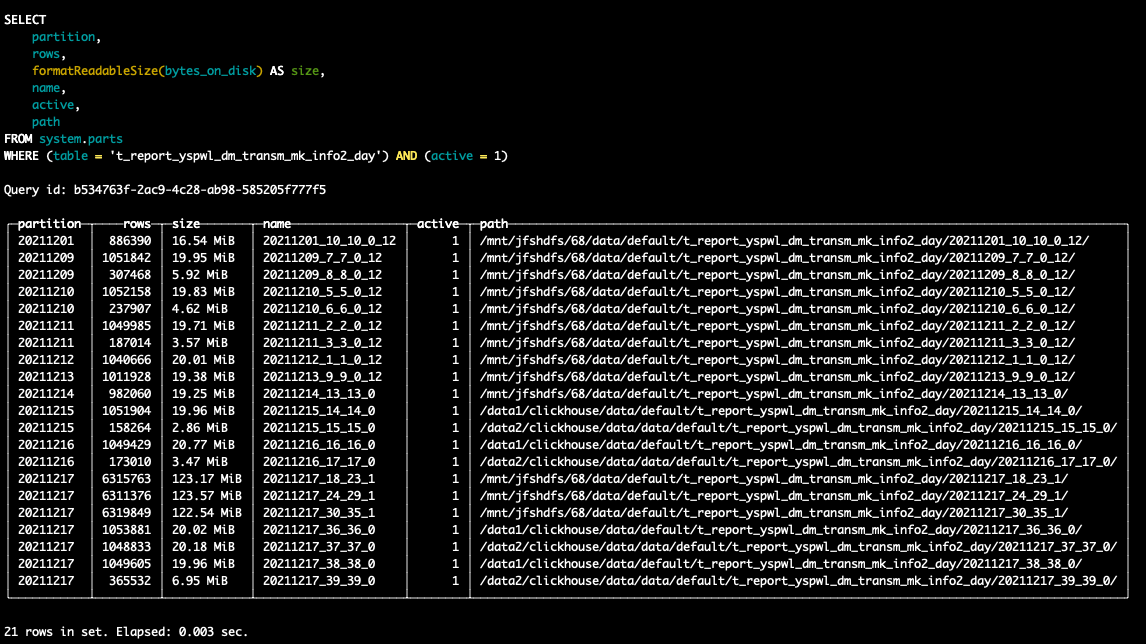 SELECT
partition,
rows,
formatReadableSize(bytes_on_disk) AS size,
name,
active,
path
FROM system.parts
WHERE (table = 't_report_yspwl_dm_transm_mk_info2_day') AND (active = 1)
Query id: b534763f-2ac9-4c28-ab98-585205f777f5
partition rows size name active path
20211201 886390 16.54 MiB 20211201_10_10_0_12 1 /mnt/jfshdfs/68/data/default/t_report_yspwl_dm_transm_mk_info2_day/20211201_10_10_0_12/
20211209 1051842 19.95 MiB 20211209_7_7_0_12 1 /mnt/jfshdfs/68/data/default/t_report_yspwl_dm_transm_mk_info2_day/20211209_7_7_0_12/
20211209 307468 5.92 MiB 20211209_8_8_0_12 1 /mnt/jfshdfs/68/data/default/t_report_yspwl_dm_transm_mk_info2_day/20211209_8_8_0_12/
20211210 1052158 19.83 MiB 20211210_5_5_0_12 1 /mnt/jfshdfs/68/data/default/t_report_yspwl_dm_transm_mk_info2_day/20211210_5_5_0_12/
20211210 237907 4.62 MiB 20211210_6_6_0_12 1 /mnt/jfshdfs/68/data/default/t_report_yspwl_dm_transm_mk_info2_day/20211210_6_6_0_12/
20211211 1049985 19.71 MiB 20211211_2_2_0_12 1 /mnt/jfshdfs/68/data/default/t_report_yspwl_dm_transm_mk_info2_day/20211211_2_2_0_12/
20211211 187014 3.57 MiB 20211211_3_3_0_12 1 /mnt/jfshdfs/68/data/default/t_report_yspwl_dm_transm_mk_info2_day/20211211_3_3_0_12/
20211212 1040666 20.01 MiB 20211212_1_1_0_12 1 /mnt/jfshdfs/68/data/default/t_report_yspwl_dm_transm_mk_info2_day/20211212_1_1_0_12/
20211213 1011928 19.38 MiB 20211213_9_9_0_12 1 /mnt/jfshdfs/68/data/default/t_report_yspwl_dm_transm_mk_info2_day/20211213_9_9_0_12/
20211214 982060 19.25 MiB 20211214_13_13_0 1 /mnt/jfshdfs/68/data/default/t_report_yspwl_dm_transm_mk_info2_day/20211214_13_13_0/
20211215 1051904 19.96 MiB 20211215_14_14_0 1 /data1/clickhouse/data/default/t_report_yspwl_dm_transm_mk_info2_day/20211215_14_14_0/
20211215 158264 2.86 MiB 20211215_15_15_0 1 /data2/clickhouse/data/data/default/t_report_yspwl_dm_transm_mk_info2_day/20211215_15_15_0/
20211216 1049429 20.77 MiB 20211216_16_16_0 1 /data1/clickhouse/data/default/t_report_yspwl_dm_transm_mk_info2_day/20211216_16_16_0/
20211216 173010 3.47 MiB 20211216_17_17_0 1 /data2/clickhouse/data/data/default/t_report_yspwl_dm_transm_mk_info2_day/20211216_17_17_0/
20211217 6315763 123.17 MiB 20211217_18_23_1 1 /mnt/jfshdfs/68/data/default/t_report_yspwl_dm_transm_mk_info2_day/20211217_18_23_1/
20211217 6311376 123.57 MiB 20211217_24_29_1 1 /mnt/jfshdfs/68/data/default/t_report_yspwl_dm_transm_mk_info2_day/20211217_24_29_1/
20211217 6319849 122.54 MiB 20211217_30_35_1 1 /mnt/jfshdfs/68/data/default/t_report_yspwl_dm_transm_mk_info2_day/20211217_30_35_1/
20211217 1053881 20.02 MiB 20211217_36_36_0 1 /data1/clickhouse/data/default/t_report_yspwl_dm_transm_mk_info2_day/20211217_36_36_0/
20211217 1048833 20.18 MiB 20211217_37_37_0 1 /data2/clickhouse/data/data/default/t_report_yspwl_dm_transm_mk_info2_day/20211217_37_37_0/
20211217 1049605 19.96 MiB 20211217_38_38_0 1 /data1/clickhouse/data/default/t_report_yspwl_dm_transm_mk_info2_day/20211217_38_38_0/
20211217 365532 6.95 MiB 20211217_39_39_0 1 /data2/clickhouse/data/data/default/t_report_yspwl_dm_transm_mk_info2_day/20211217_39_39_0/
21 rows in set. Elapsed: 0.003 sec.